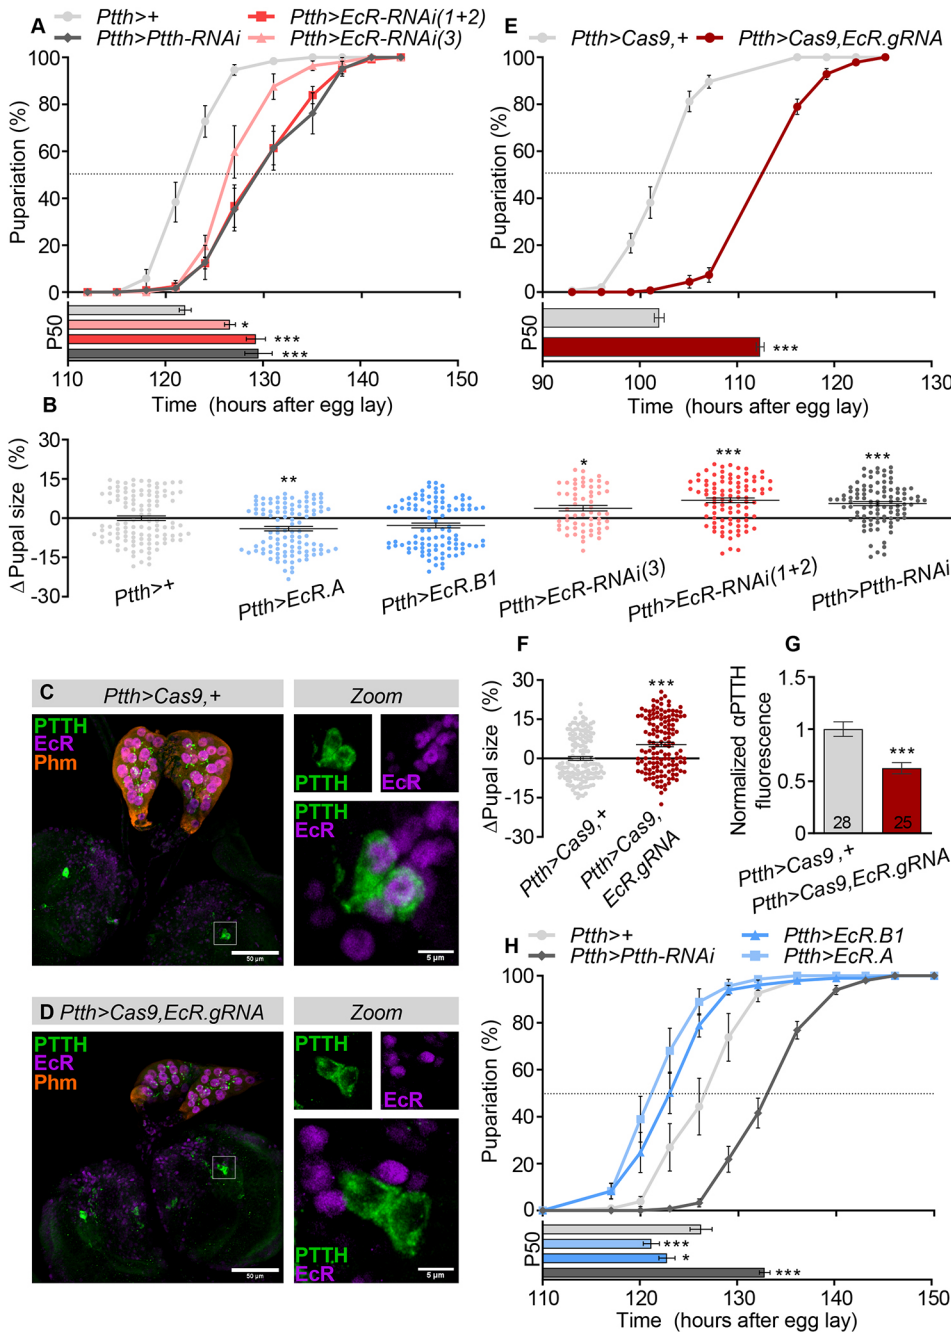 A
Ptth>+
Ptth>EcR-RNAi(1+2)
Ptth>Ptth-RNAi
Ptth>EcR-RNAi(3)
Pupariation (%)
100
80
60
40
20
0
P50
*
***
***
110 120 130 140 150
Time (hours after egg lay)
E
Ptth>Cas9,+
Ptth>Cas9,EcR.gRNA
Pupariation (%)
100
80
60
40
20
0
P50
***
90 100 110 120 130
Time (hours after egg lay)
B
ΔPupal size (%)
30
15
0
-15
-30
**
*
***
***
Ptth>+
Ptth>EcR.A
Ptth>EcR.B1
Ptth>EcR-RNAi(3)
Ptth>EcR-RNAi(1+2)
Ptth>Ptth-RNAi
C
Ptth>Cas9,+
Zoom
PTTH
EcR
Phm
50 µm
PTTH
EcR
PTTH
EcR
5 µm
D
Ptth>Cas9,EcR.gRNA
Zoom
PTTH
EcR
Phm
50 µm
PTTH
EcR
PTTH
EcR
5 µm
F
ΔPupal size (%)
30
15
0
-15
-30
***
Ptth>Cas9,+
Ptth>Cas9,
EcR.gRNA
G
Normalized αPTTH
fluorescence
1.5
1
0.5
0
***
28
25
Ptth>Cas9,+
Ptth>Cas9,EcR.gRNA
H
Ptth>+
Ptth>EcR.B1
Ptth>Ptth-RNAi
Ptth>EcR.A
Pupariation (%)
100
80
60
40
20
0
P50
***
*
***
110 120 130 140 150
Time (hours after egg lay)